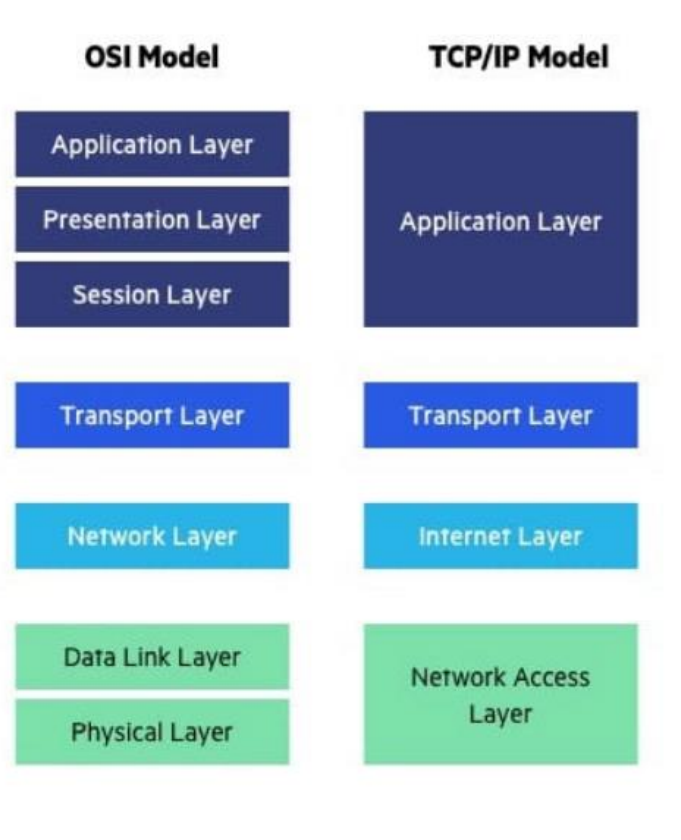 OSI Model
TCP/IP Model
Application Layer
Presentation Layer
Session Layer
Application Layer
Transport Layer
Transport Layer
Network Layer
Internet Layer
Data Link Layer
Physical Layer
Network Access
Layer